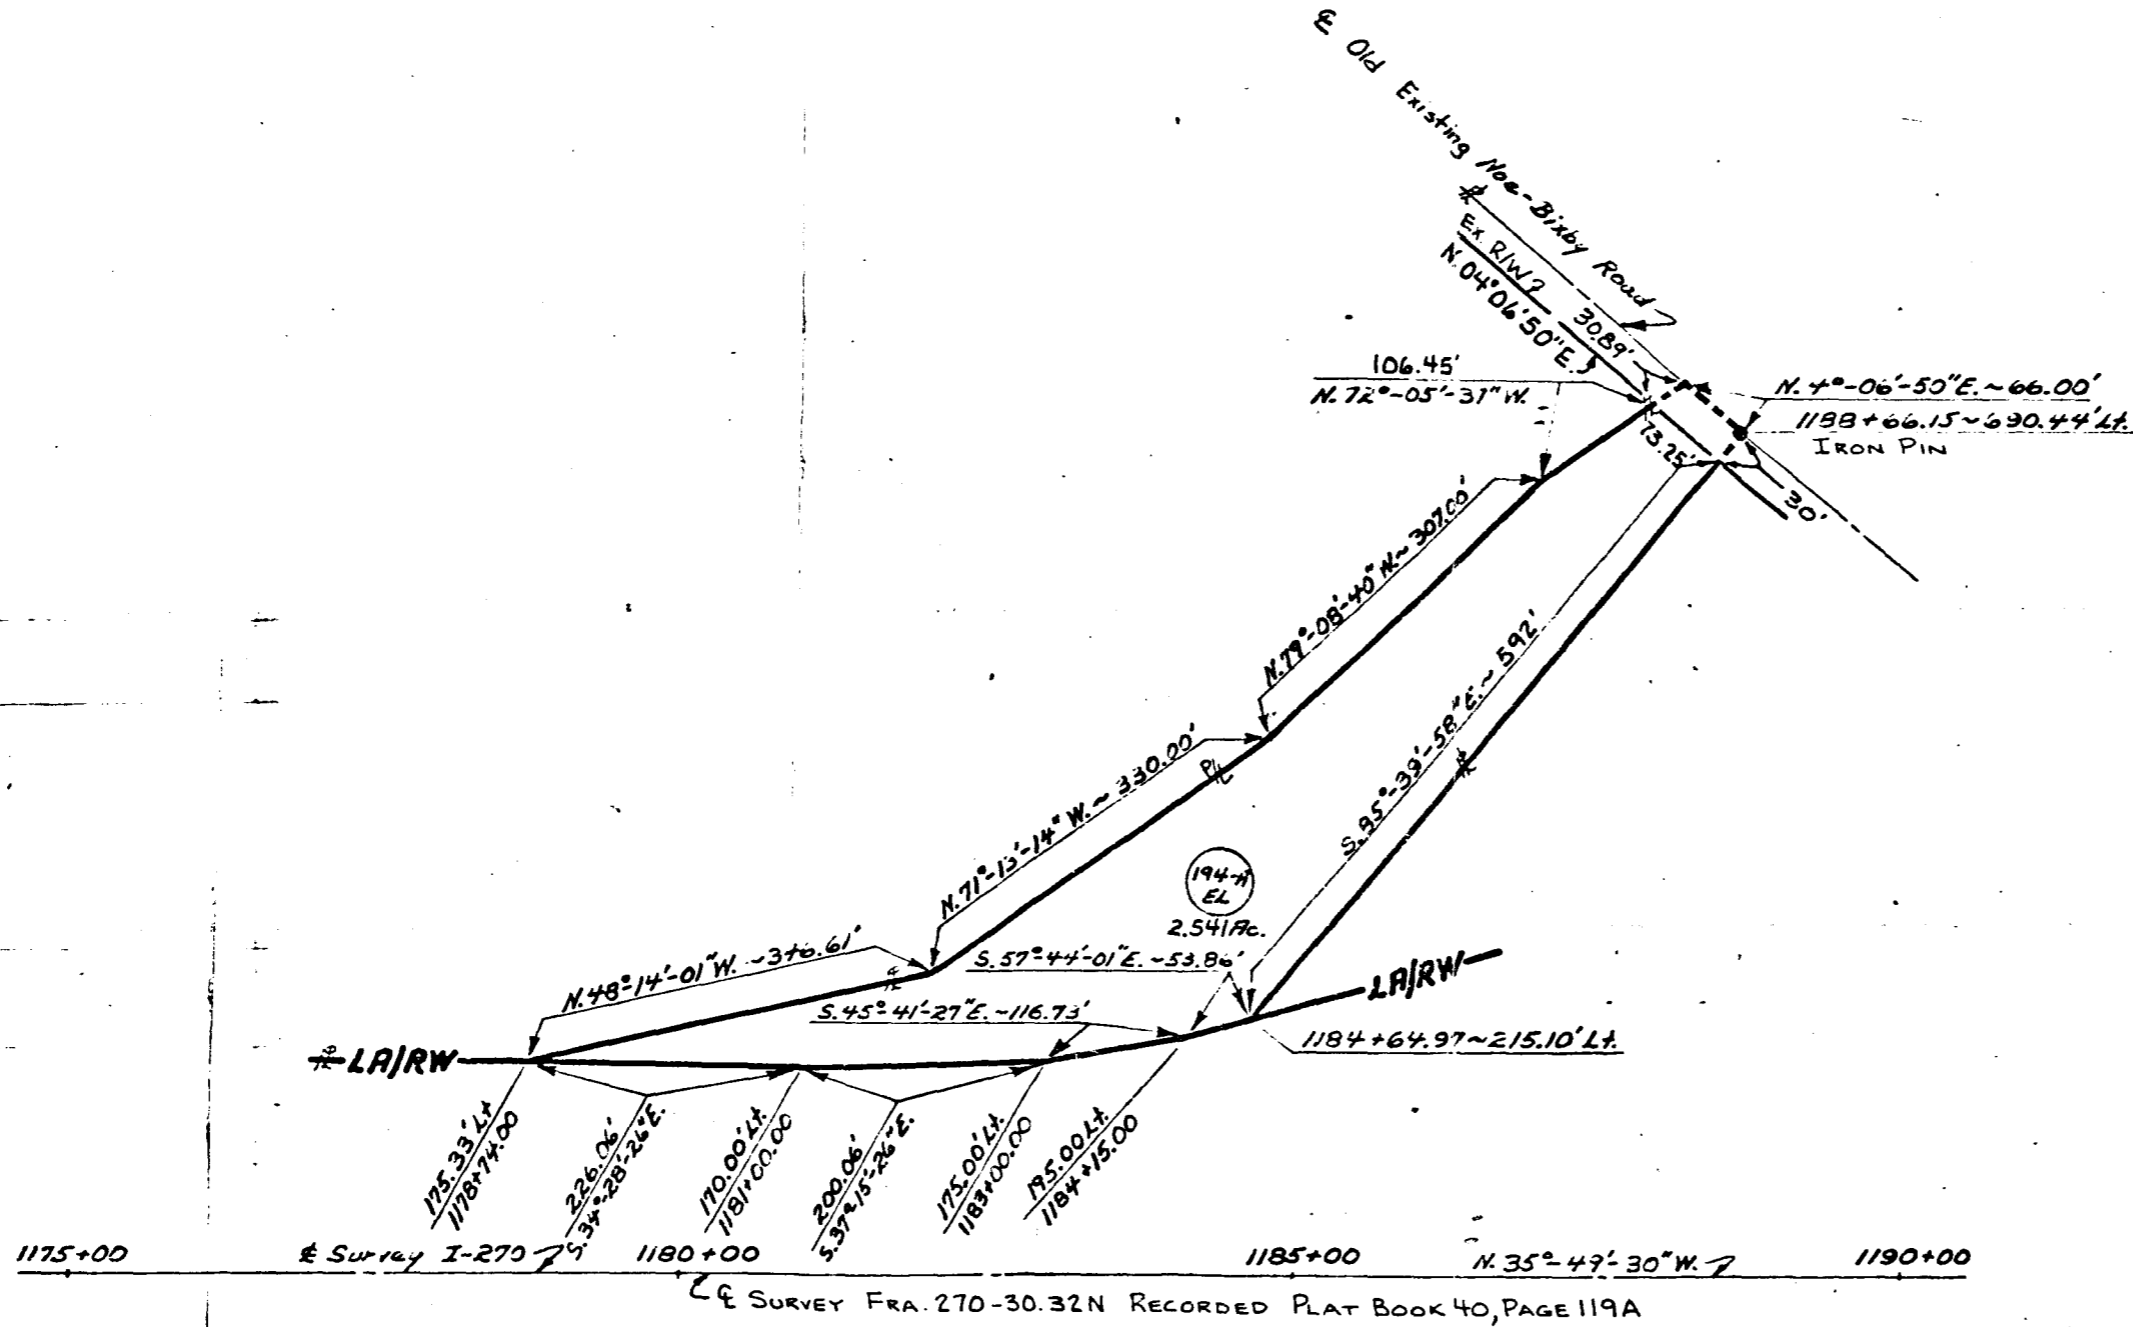 ℄ Old Existing Noe-Bixby Road
Ex. R/W?
N. 04°06'50"E.
30.89'
106.45'
N. 72°-05'-37" W.
N. 4°-06'-50"E. ~ 66.00'
1188+66.15 ~ 690.44' Lt.
IRON PIN
73.25'
30'
N. 79°-08'-40" W. ~ 307.00'
S. 85°-39'-58" E. ~ 592'
N. 71°-13'-14" W. ~ 330.00'
P/L
194-A
EL
2.541 Ac.
N. 48°-14'-01" W. ~ 346.61'
S. 57°-44'-01" E. ~ 53.86'
S. 45°-41'-27" E. ~ 116.73'
LA/RW
LA/RW
1184+64.97 ~ 215.10' Lt.
175.33' Lt
1178+74.00
226.06'
S. 34°-28'-26" E.
170.00' Lt.
1181+00.00
200.06'
S. 37°-15'-26" E.
175.00' Lt.
1183+00.00
195.00 Lt.
1184+15.00
1175+00
℄ Survey I-270
1180+00
1185+00
N. 35°-49'-30" W.
1190+00
℄ SURVEY FRA. 270-30.32N RECORDED PLAT BOOK 40, PAGE 119A